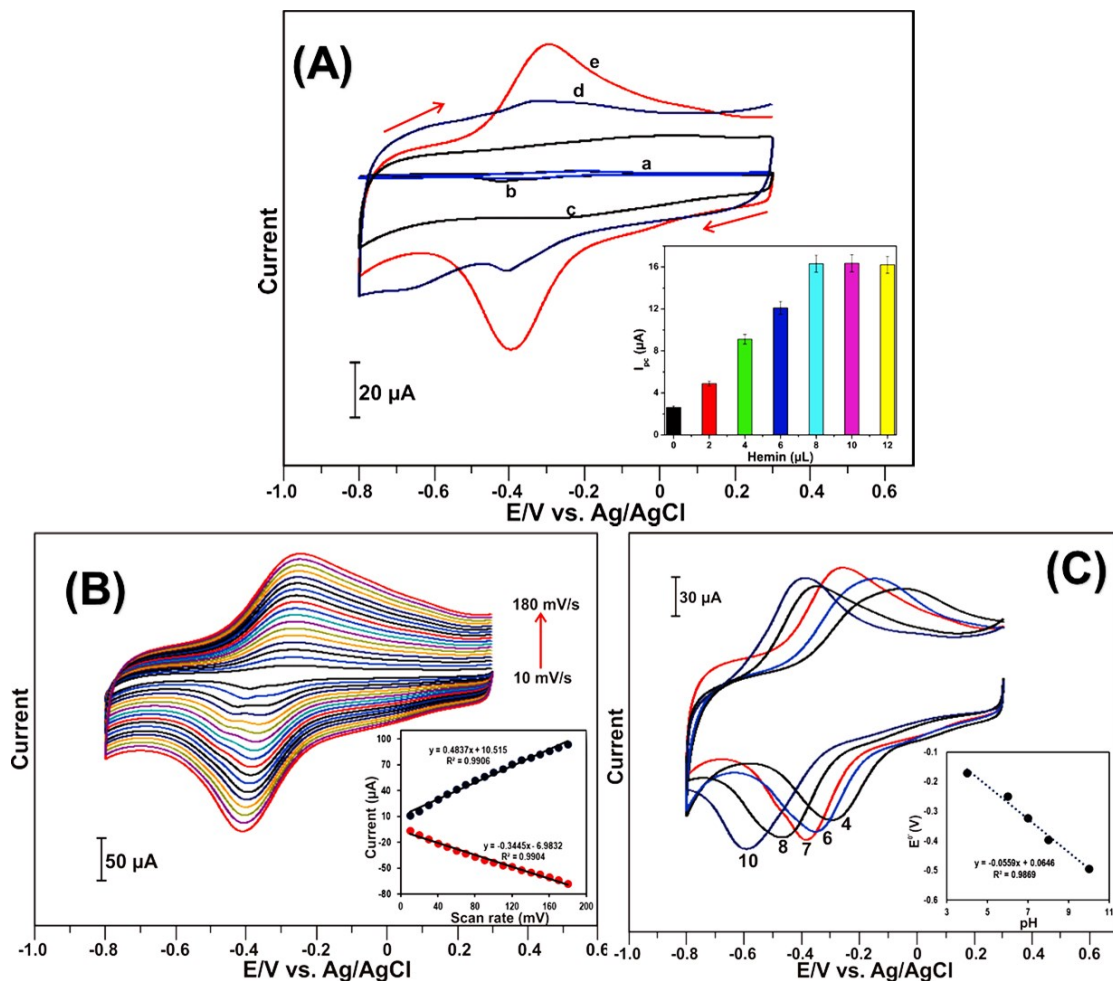 (A)
e
d
a
b
c
Current
20 µA
16
12
8
4
0
I pc (µA)
0 2 4 6 8 10 12
Hemin (µL)
-1.0 -0.8 -0.6 -0.4 -0.2 0 0.2 0.4 0.6
E/V vs. Ag/AgCl
(B)
180 mV/s
10 mV/s
Current
50 µA
100
60
20
-20
-40
-80
Current (µA)
y = 0.4837x + 10.515
R² = 0.9906
y = -0.3445x - 6.9832
R² = 0.9904
0 40 80 120 160 200
Scan rate (mV)
-1.0 -0.8 -0.6 -0.4 -0.2 0 0.2 0.4 0.6
E/V vs. Ag/AgCl
(C)
30 µA
Current
10 8 7 6 4
-0.1
-0.2
-0.3
-0.4
-0.5
-0.6
E⁰' (V)
y = -0.0559x + 0.0646
R² = 0.9869
3 5 7 9 11
pH
-1.0 -0.8 -0.6 -0.4 -0.2 0 0.2 0.4
E/V vs. Ag/AgCl